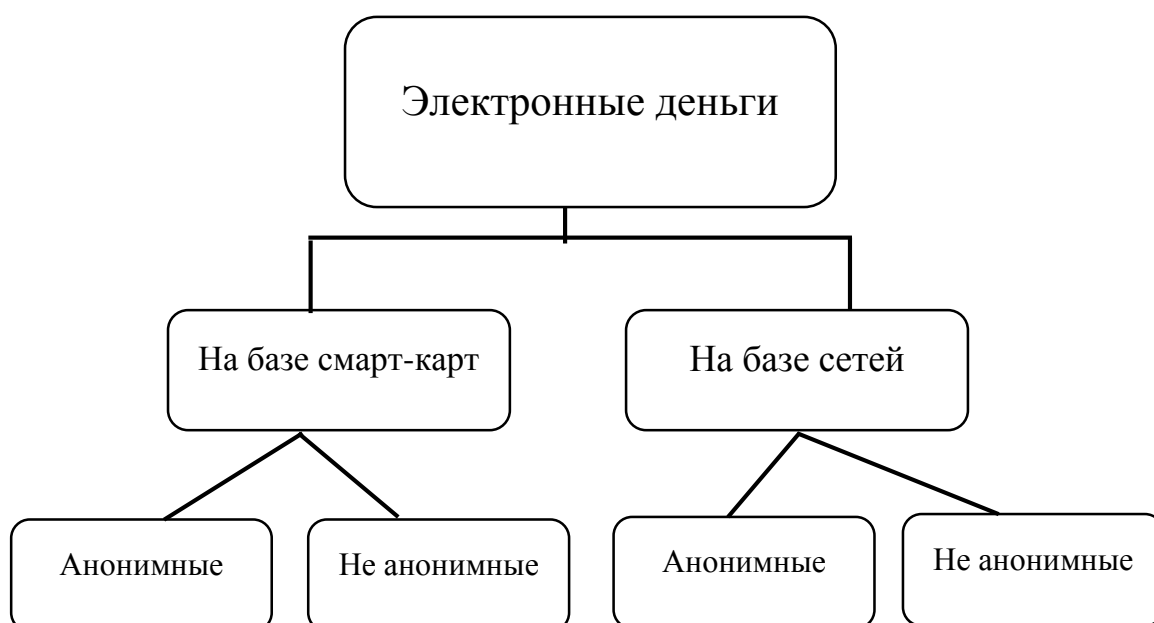 Электронные деньги
На базе смарт-карт
На базе сетей
Анонимные
Не анонимные
Анонимные
Не анонимные